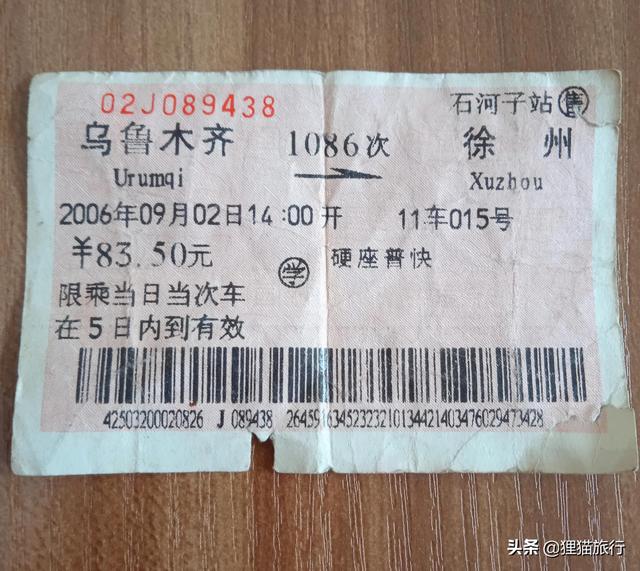 02J089438
石河子站 售
乌鲁木齐 1086次 徐州
Urumqi Xuzhou
2006年09月02日14:00开 11车015号
¥83.50元 学 硬座普快
限乘当日当次车
在5日内到有效
42503200020826 J 089438 26459163452323210134421403476029473428
头条 @狸猫旅行